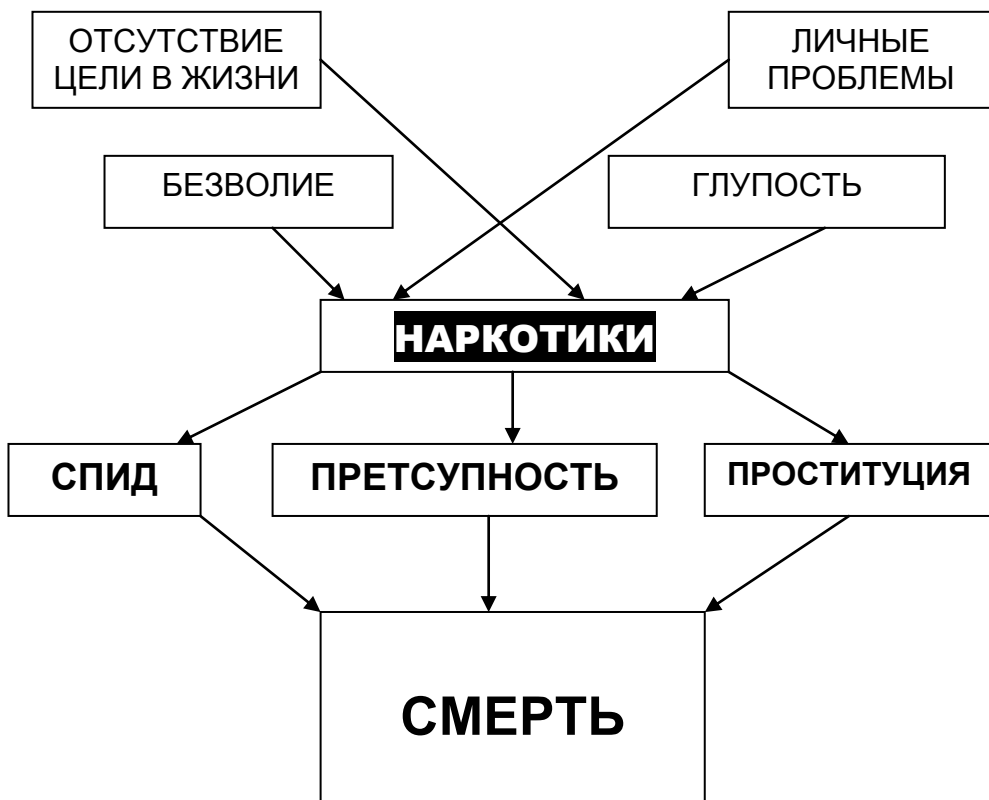 ОТСУТСТВИЕ
ЦЕЛИ В ЖИЗНИ
ЛИЧНЫЕ
ПРОБЛЕМЫ
БЕЗВОЛИЕ
ГЛУПОСТЬ
НАРКОТИКИ
СПИД
ПРЕТСУПНОСТЬ
ПРОСТИТУЦИЯ
СМЕРТЬ